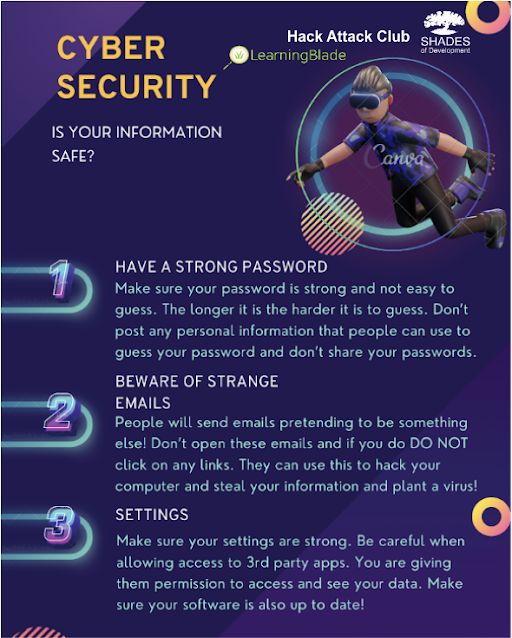 CYBER
SECURITY
Hack Attack Club
LearningBlade
SHADES
of Development
IS YOUR INFORMATION
SAFE?
Canva
1
HAVE A STRONG PASSWORD
Make sure your password is strong and not easy to
guess. The longer it is the harder it is to guess. Don't
post any personal information that people can use to
guess your password and don't share your passwords.
2
BEWARE OF STRANGE
EMAILS
People will send emails pretending to be something
else! Don't open these emails and if you do DO NOT
click on any links. They can use this to hack your
computer and steal your information and plant a virus!
3
SETTINGS
Make sure your settings are strong. Be careful when
allowing access to 3rd party apps. You are giving
them permission to access and see your data. Make
sure your software is also up to date!